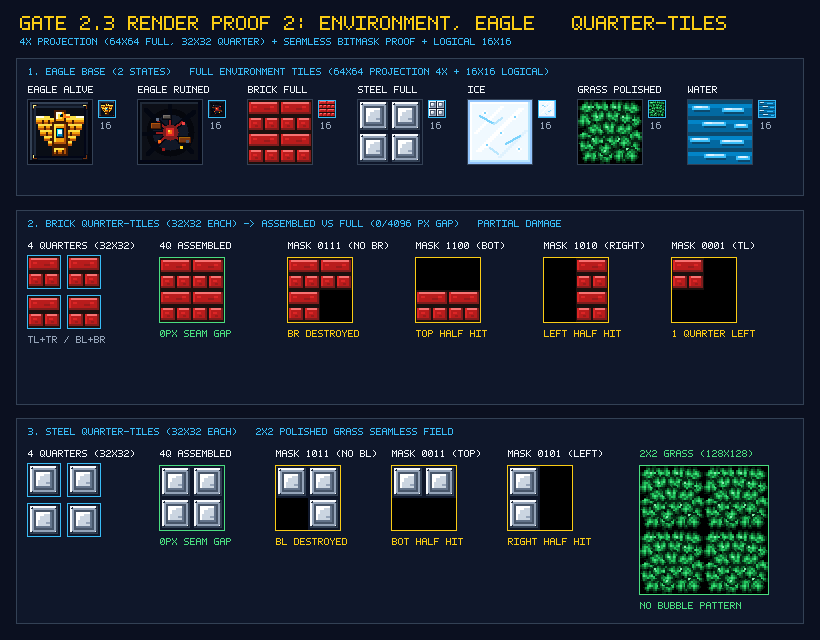 GATE 2.3 RENDER PROOF 2: ENVIRONMENT, EAGLE   QUARTER-TILES
4X PROJECTION (64X64 FULL, 32X32 QUARTER) + SEAMLESS BITMASK PROOF + LOGICAL 16X16
1. EAGLE BASE (2 STATES)   FULL ENVIRONMENT TILES (64X64 PROJECTION 4X + 16X16 LOGICAL)
EAGLE ALIVE   EAGLE RUINED   BRICK FULL   STEEL FULL   ICE   GRASS POLISHED   WATER
16   16   16   16   16   16   16
2. BRICK QUARTER-TILES (32X32 EACH) -> ASSEMBLED VS FULL (0/4096 PX GAP)   PARTIAL DAMAGE
4 QUARTERS (32X32)   4Q ASSEMBLED   MASK 0111 (NO BR)   MASK 1100 (BOT)   MASK 1010 (RIGHT)   MASK 0001 (TL)
0PX SEAM GAP   BR DESTROYED   TOP HALF HIT   LEFT HALF HIT   1 QUARTER LEFT
TL+TR / BL+BR
3. STEEL QUARTER-TILES (32X32 EACH)   2X2 POLISHED GRASS SEAMLESS FIELD
4 QUARTERS (32X32)   4Q ASSEMBLED   MASK 1011 (NO BL)   MASK 0011 (TOP)   MASK 0101 (LEFT)   2X2 GRASS (128X128)
0PX SEAM GAP   BL DESTROYED   BOT HALF HIT   RIGHT HALF HIT
NO BUBBLE PATTERN